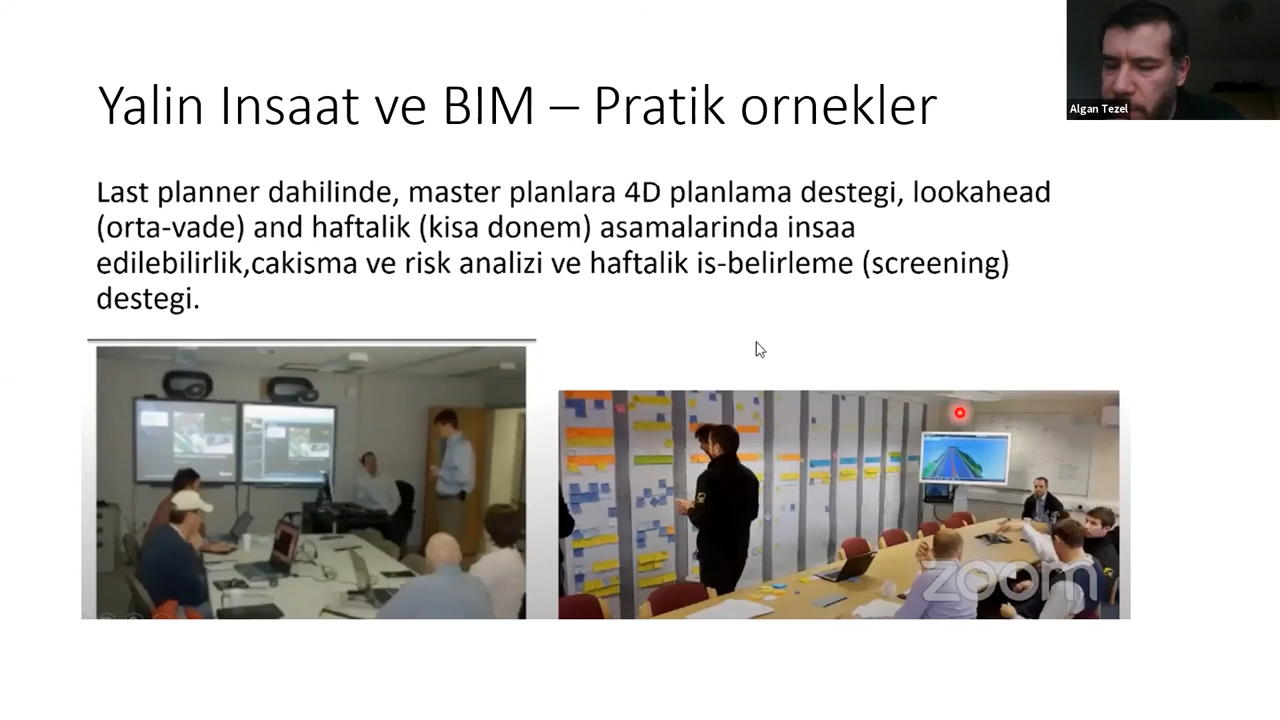 Yalin Insaat ve BIM – Pratik ornekler
Algan Tezel
Last planner dahilinde, master planlara 4D planlama destegi, lookahead
(orta-vade) and haftalik (kisa donem) asamalarinda insaa
edilebilirlik,cakisma ve risk analizi ve haftalik is-belirleme (screening)
destegi.
zoom